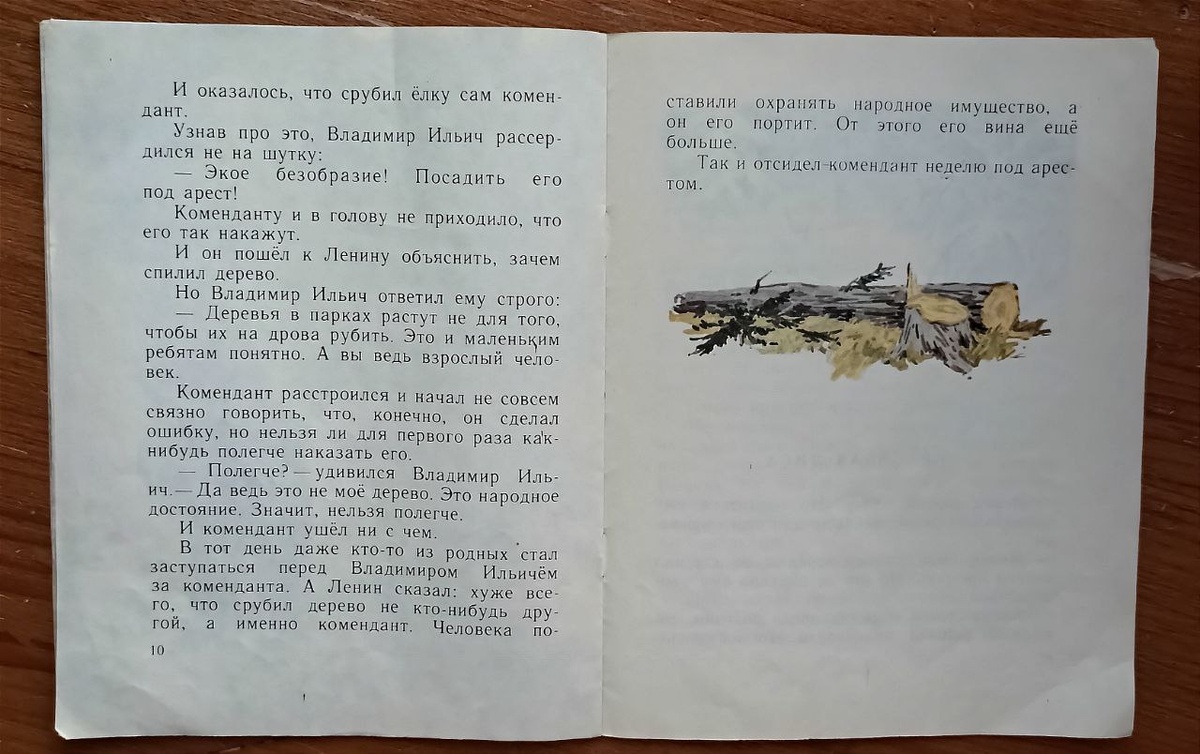 И оказалось, что срубил ёлку сам комен-
дант.
Узнав про это, Владимир Ильич рассер-
дился не на шутку:
— Экое безобразие! Посадить его
под арест!
Коменданту и в голову не приходило, что
его так накажут.
И он пошёл к Ленину объяснить, зачем
спилил дерево.
Но Владимир Ильич ответил ему строго:
— Деревья в парках растут не для того,
чтобы их на дрова рубить. Это и маленьким
ребятам понятно. А вы ведь взрослый чело-
век.
Комендант расстроился и начал не совсем
связно говорить, что, конечно, он сделал
ошибку, но нельзя ли для первого раза как-
нибудь полегче наказать его.
— Полегче? — удивился Владимир Иль-
ич. — Да ведь это не моё дерево. Это народное
достояние. Значит, нельзя полегче.
И комендант ушёл ни с чем.
В тот день даже кто-то из родных стал
заступаться перед Владимиром Ильичём
за коменданта. А Ленин сказал: хуже все-
го, что срубил дерево не кто-нибудь дру-
гой, а именно комендант. Человека по-
10
ставили охранять народное имущество, а
он его портит. От этого его вина ещё
больше.
Так и отсидел комендант неделю под арес-
том.